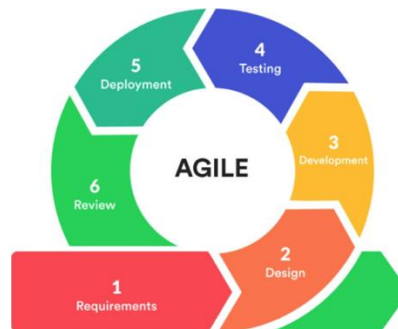 AGILE
1
Requirements
2
Design
3
Development
4
Testing
5
Deployment
6
Review